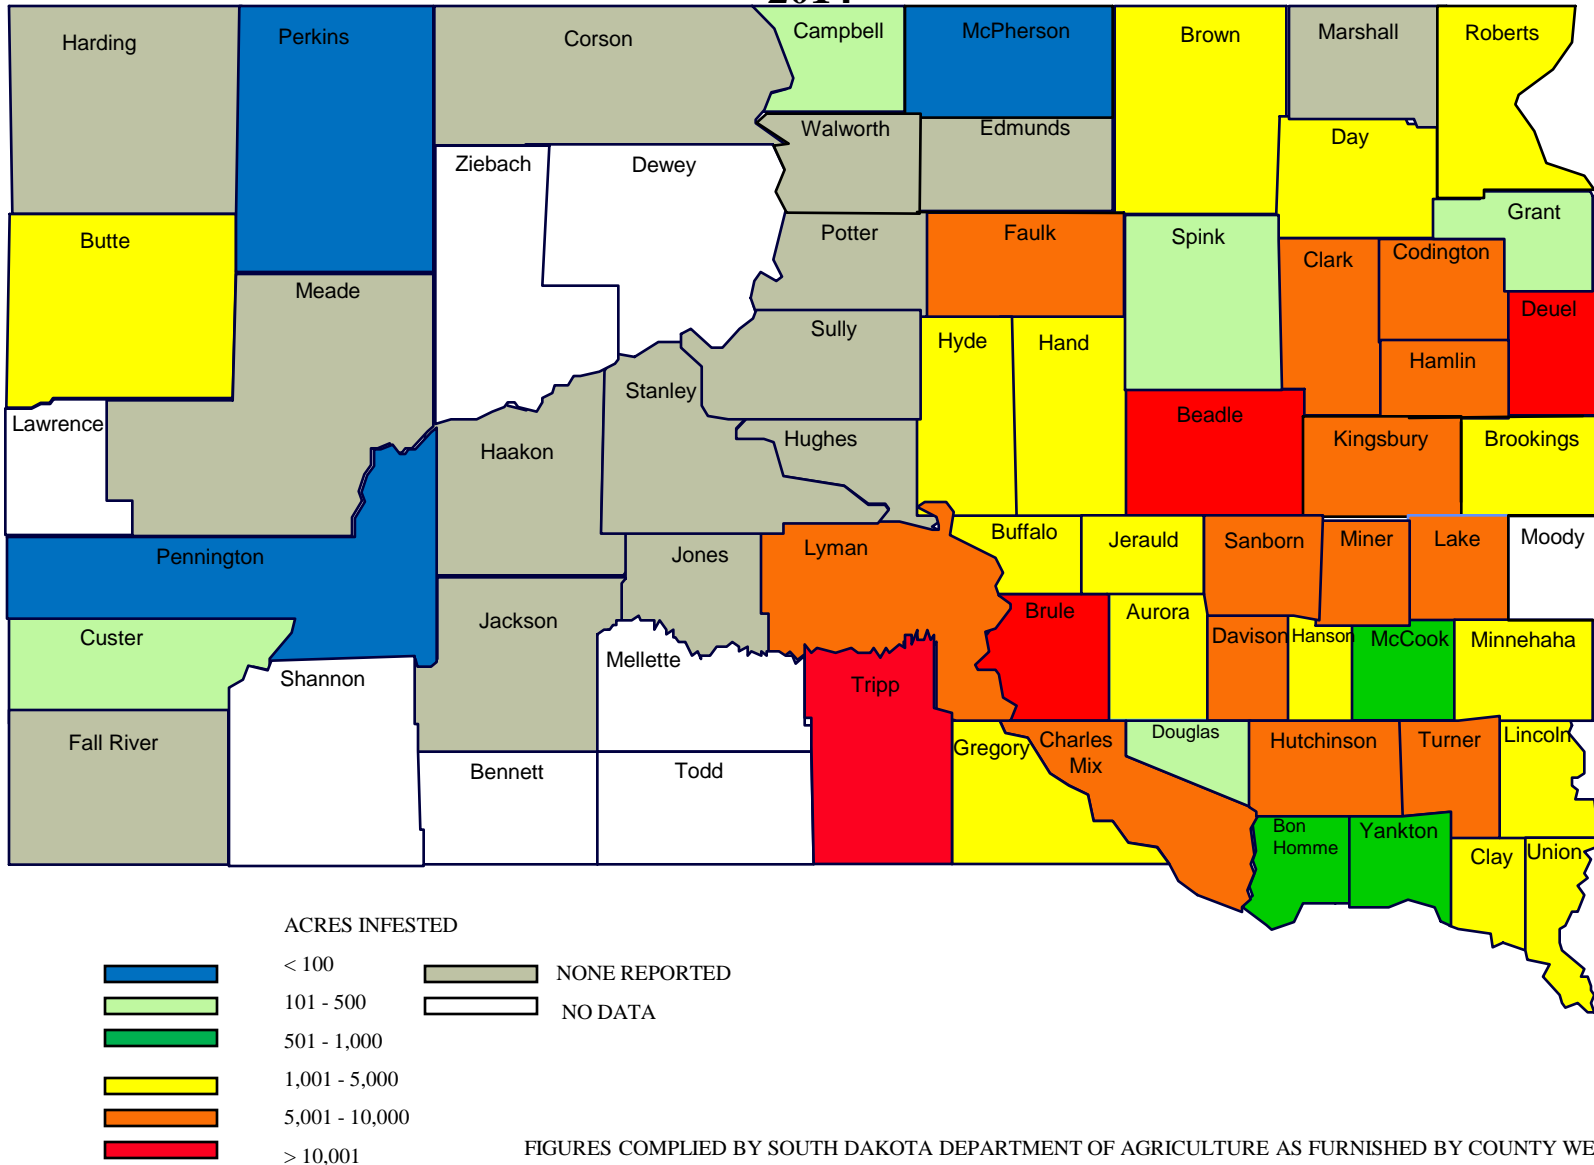 2014
Harding
Perkins
Corson
Campbell
McPherson
Brown
Marshall
Roberts
Walworth
Edmunds
Day
Ziebach
Dewey
Grant
Butte
Potter
Faulk
Spink
Clark
Codington
Meade
Deuel
Sully
Hyde
Hand
Hamlin
Stanley
Lawrence
Beadle
Hughes
Haakon
Kingsbury
Brookings
Pennington
Jones
Lyman
Buffalo
Jerauld
Sanborn
Miner
Lake
Moody
Custer
Jackson
Brule
Aurora
Davison
Hanson
McCook
Minnehaha
Shannon
Mellette
Tripp
Fall River
Bennett
Todd
Gregory
Charles
Mix
Douglas
Hutchinson
Turner
Lincoln
Bon
Homme
Yankton
Clay
Union
ACRES INFESTED
< 100
101 - 500
501 - 1,000
1,001 - 5,000
5,001 - 10,000
> 10,001
NONE REPORTED
NO DATA
FIGURES COMPLIED BY SOUTH DAKOTA DEPARTMENT OF AGRICULTURE AS FURNISHED BY COUNTY WE